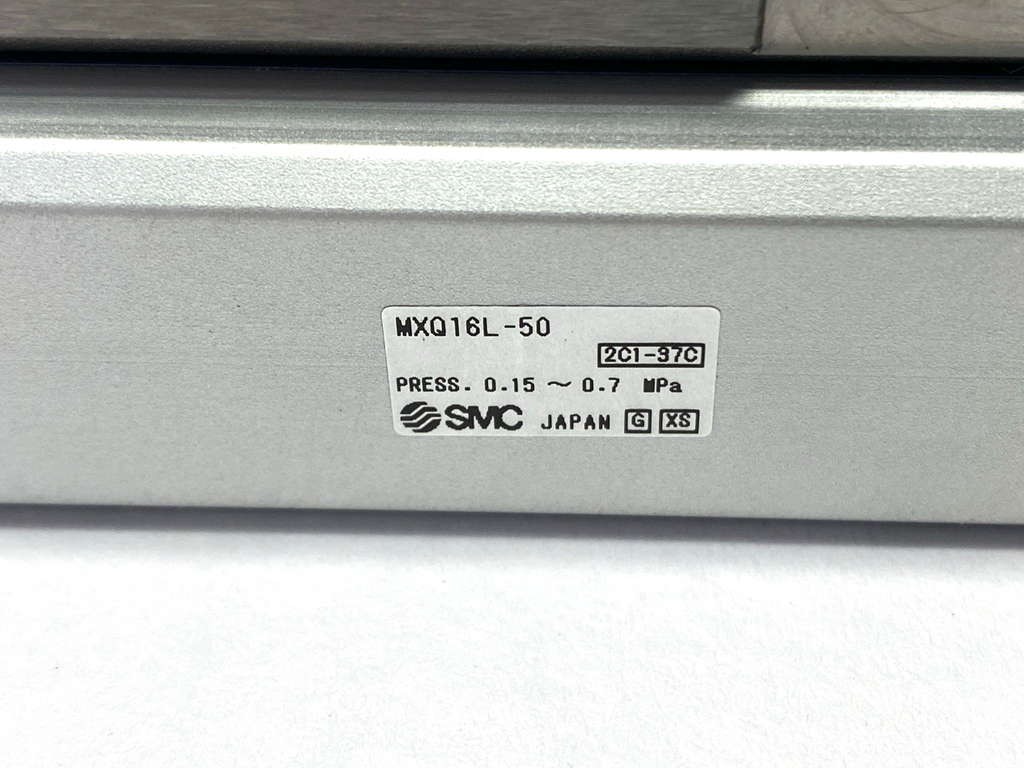 MXQ16L-50
2C1-37C
PRESS. 0.15 ～ 0.7 MPa
SMC JAPAN G XS